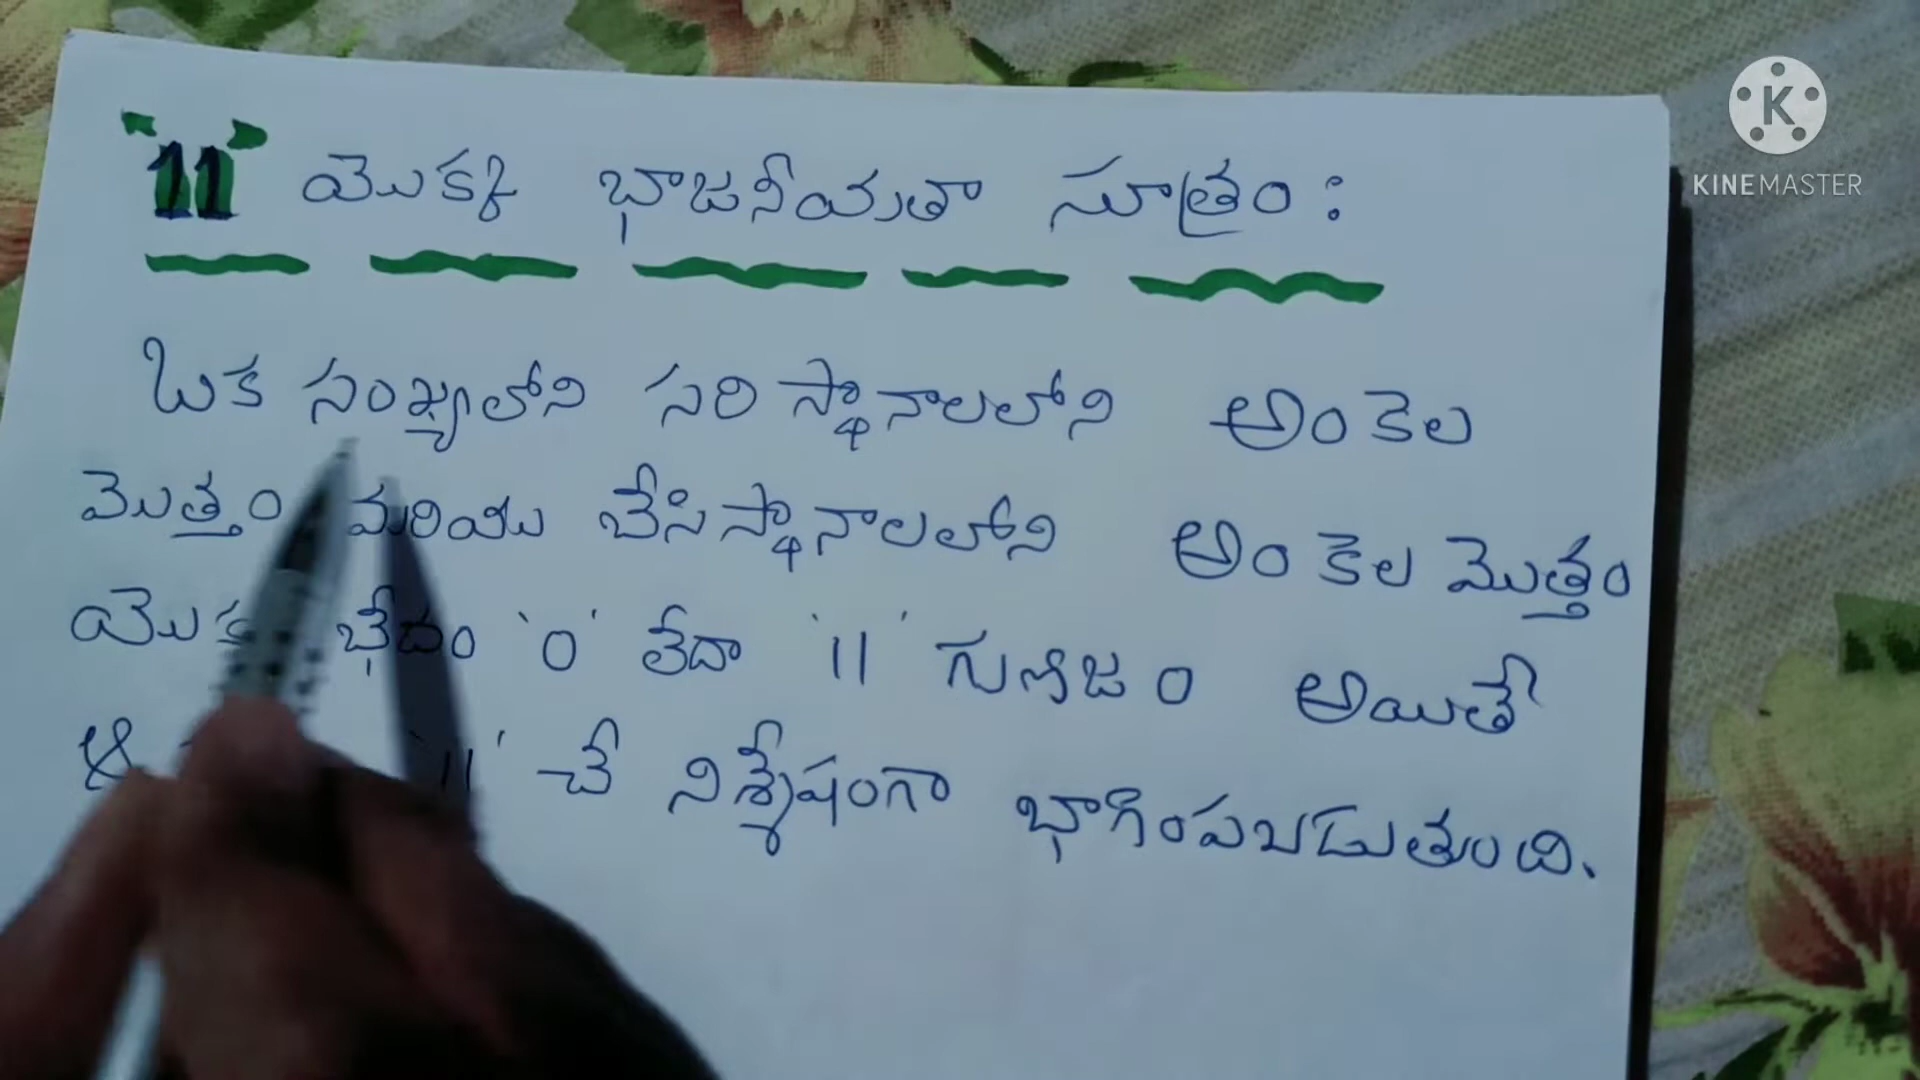 "11" యొక్క భాజనీయతా సూత్రం :
KINEMASTER
ఒక సంఖ్యలోని సరి స్థానాలలోని అంకెల
మొత్తం మరియు బేసిస్థానాలలోని అంకెల మొత్తం
యొక్క భేదం '0' లేదా '11' గుణిజం అయితే
'11' చే నిశ్శేషంగా భాగింపబడుతుంది.